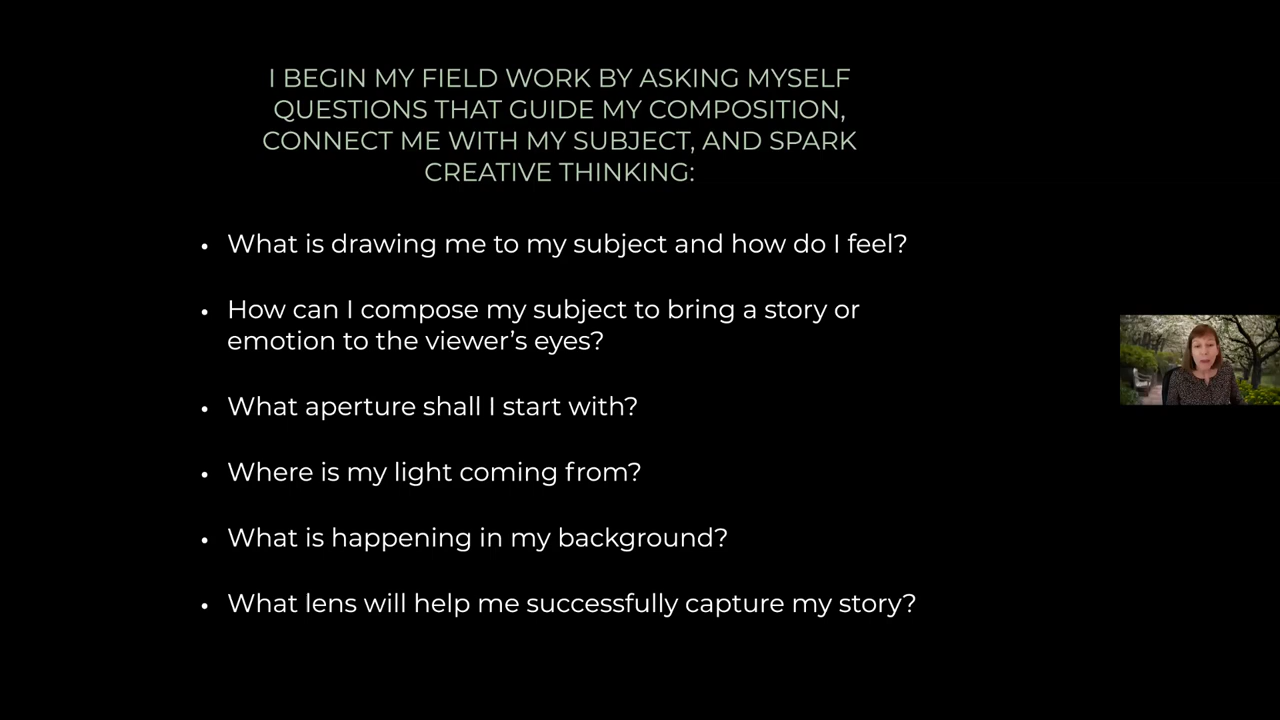 I BEGIN MY FIELD WORK BY ASKING MYSELF
QUESTIONS THAT GUIDE MY COMPOSITION,
CONNECT ME WITH MY SUBJECT, AND SPARK
CREATIVE THINKING:
• What is drawing me to my subject and how do I feel?
• How can I compose my subject to bring a story or
emotion to the viewer’s eyes?
• What aperture shall I start with?
• Where is my light coming from?
• What is happening in my background?
• What lens will help me successfully capture my story?